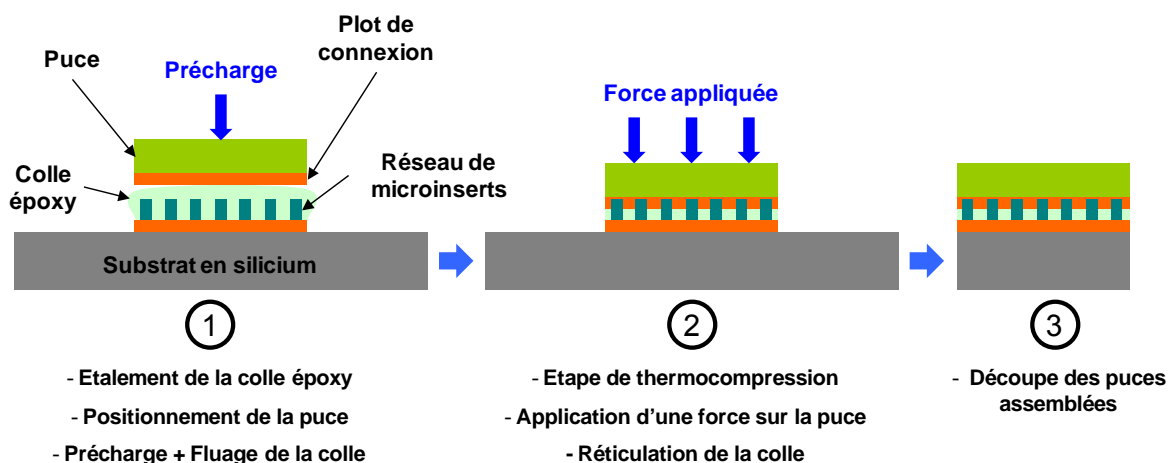 Plot de
connexion
Puce
Précharge
Force appliquée
Colle
époxy
Réseau de
microinserts
Substrat en silicium
1
2
3
- Etalement de la colle époxy
- Positionnement de la puce
- Précharge + Fluage de la colle
- Etape de thermocompression
- Application d'une force sur la puce
- Réticulation de la colle
- Découpe des puces
assemblées